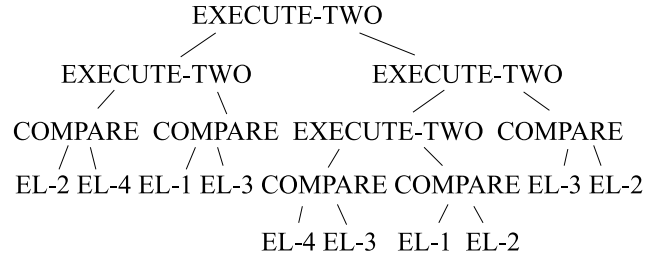 EXECUTE-TWO
EXECUTE-TWO EXECUTE-TWO
COMPARE COMPARE EXECUTE-TWO COMPARE
EL-2 EL-4 EL-1 EL-3 COMPARE COMPARE EL-3 EL-2
EL-4 EL-3 EL-1 EL-2